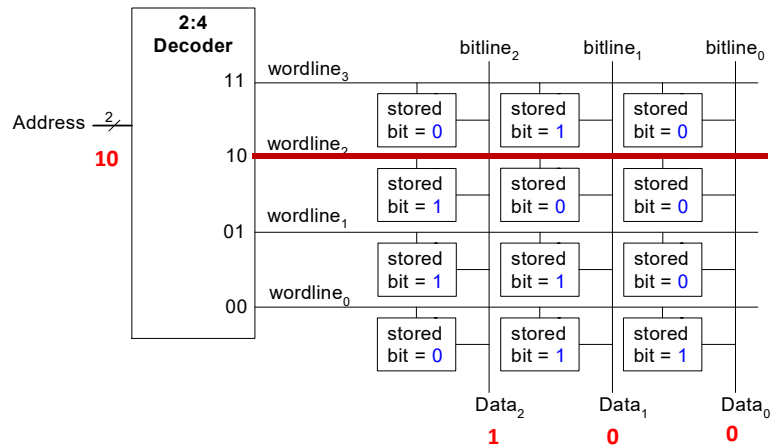 2:4
Decoder
bitline₂ bitline₁ bitline₀
11 wordline₃
Address 2
10
stored bit = 0
stored bit = 1
stored bit = 0
10 wordline₂
stored bit = 1
stored bit = 0
stored bit = 0
01 wordline₁
stored bit = 1
stored bit = 1
stored bit = 0
00 wordline₀
stored bit = 0
stored bit = 1
stored bit = 1
Data₂ Data₁ Data₀
1 0 0